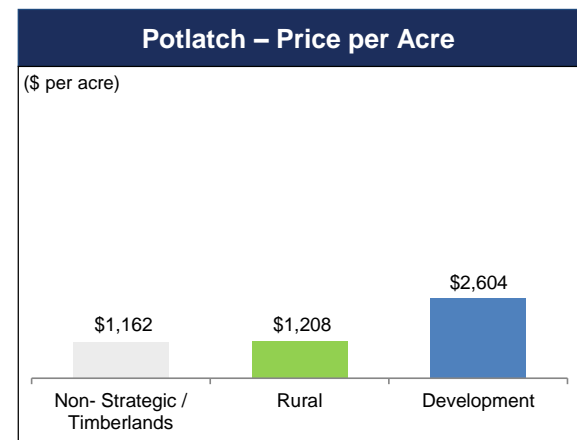 Potlatch – Price per Acre
($ per acre)
$2,604
$1,162
$1,208
Non- Strategic /
Timberlands
Rural
Development